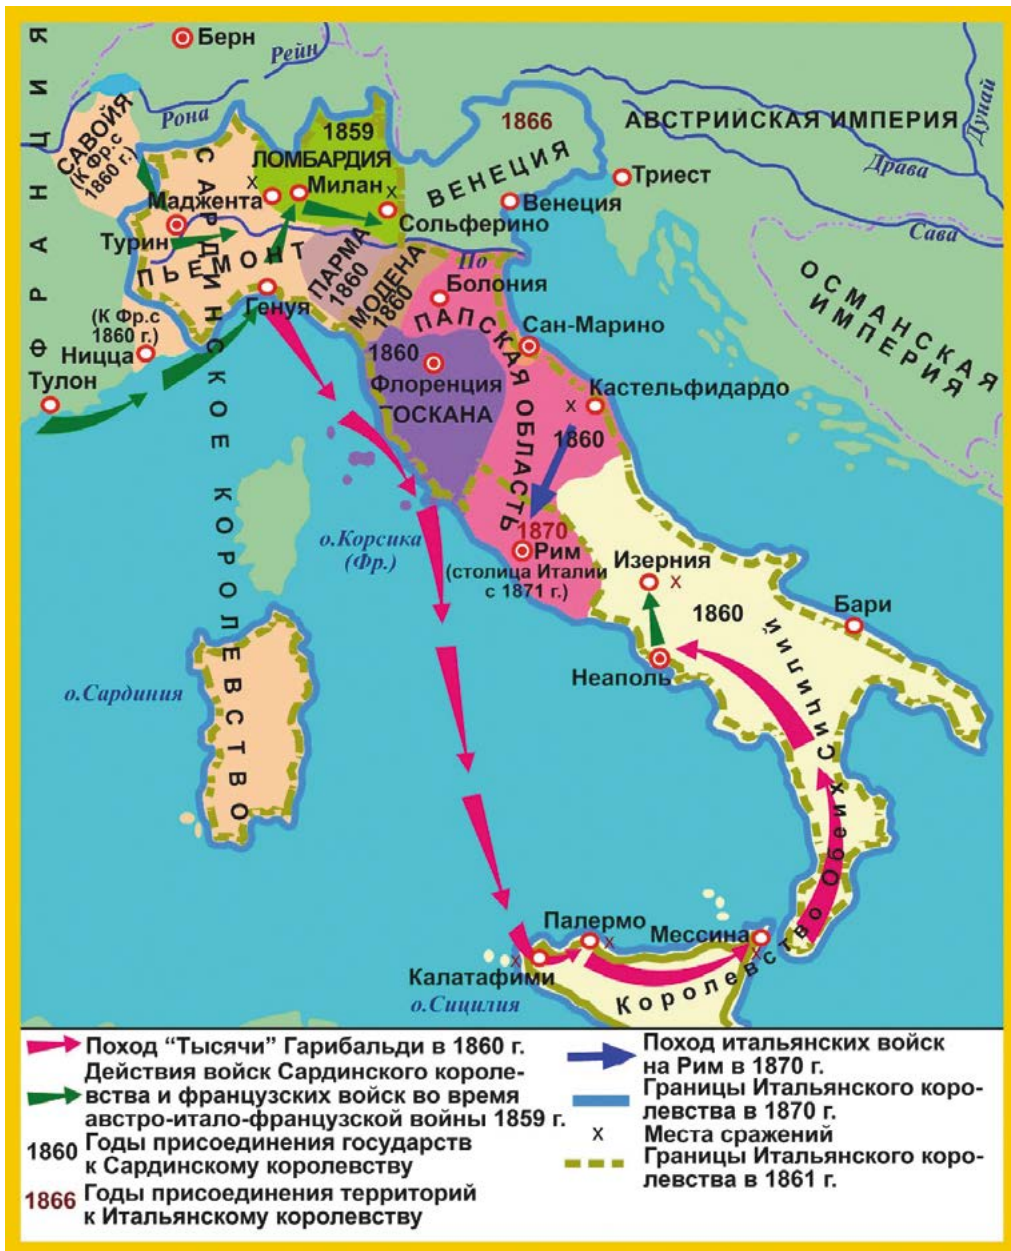 ФРАНЦИЯ
Берн
Рейн
Рона
САВОЙЯ
(К Фр.с
1860 г.)
1859
ЛОМБАРДИЯ
Милан
Маджента
Сольферино
Турин
ПЬЕМОНТ
САРДИНСКОЕ КОРОЛЕВСТВО
1866
ВЕНЕЦИЯ
Венеция
АВСТРИЙСКАЯ ИМПЕРИЯ
Дунай
Драва
Триест
Сава
ОСМАНСКАЯ
ИМПЕРИЯ
ПАРМА
1860
МОДЕНА
1860
По
Болония
ПАПСКАЯ ОБЛАСТЬ
Сан-Марино
Генуя
(К Фр.с
1860 г.)
Ницца
Тулон
1860
Флоренция
ТОСКАНА
Кастельфидардо
1860
1870
Рим
(столица Италии
с 1871 г.)
о.Корсика
(Фр.)
Изерния
1860
Бари
Неаполь
о.Сардиния
Королевство Обеих Сицилий
Палермо
Мессина
Калатафими
о.Сицилия
Поход “Тысячи” Гарибальди в 1860 г.
Действия войск Сардинского короле-
вства и французских войск во время
австро-итало-французской войны 1859 г.
1860 Годы присоединения государств
к Сардинскому королевству
1866 Годы присоединения территорий
к Итальянскому королевству
Поход итальянских войск
на Рим в 1870 г.
Границы Итальянского коро-
левства в 1870 г.
x Места сражений
Границы Итальянского коро-
левства в 1861 г.